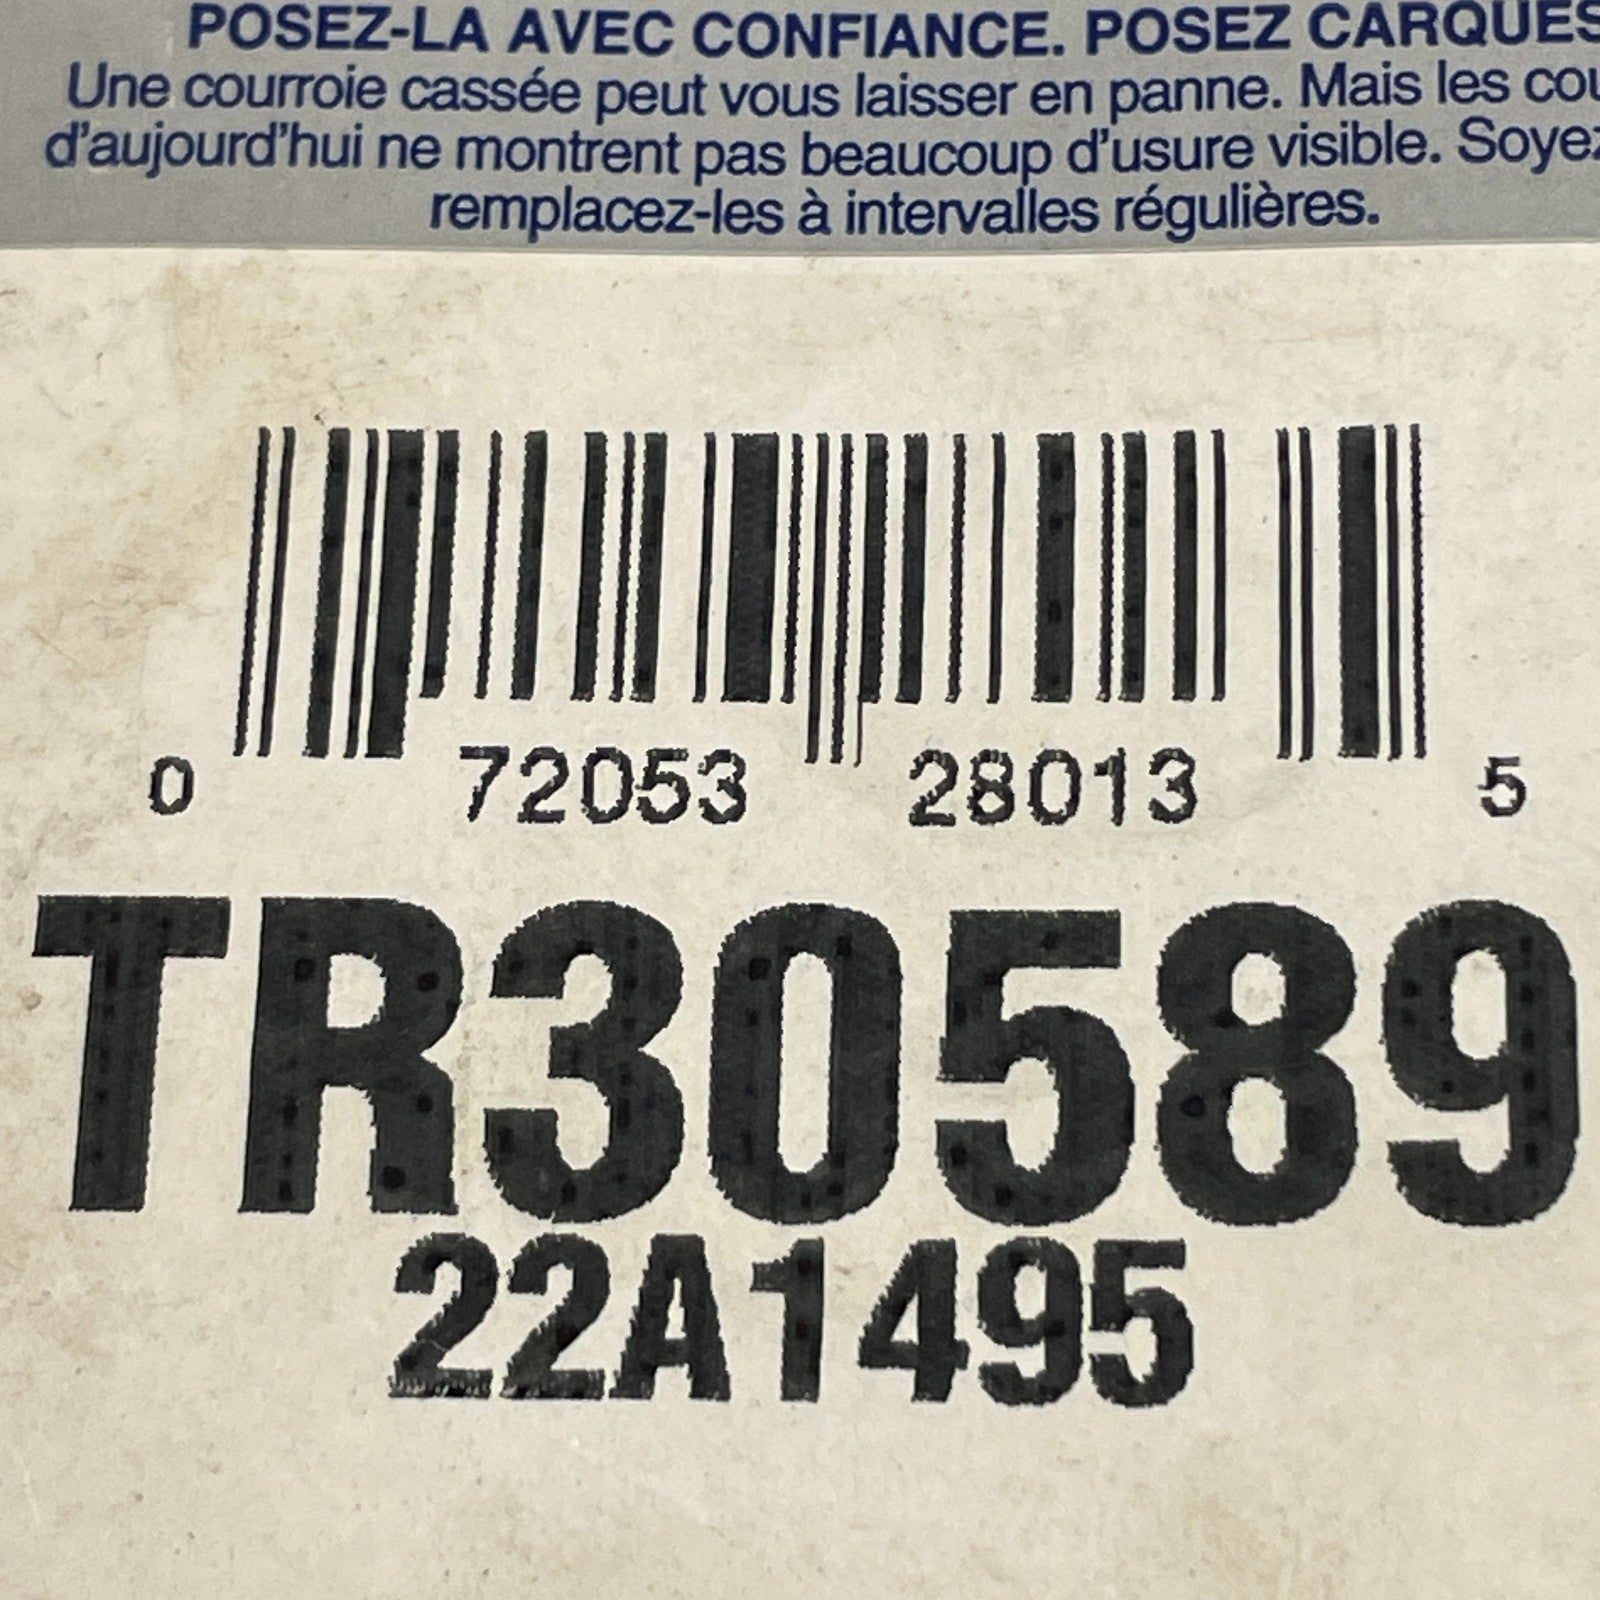 POSEZ-LA AVEC CONFIANCE. POSEZ CARQUES
Une courroie cassée peut vous laisser en panne. Mais les cou
d'aujourd'hui ne montrent pas beaucoup d'usure visible. Soyez
remplacez-les à intervalles régulières.
0 72053 28013 5
TR30589
22A1495